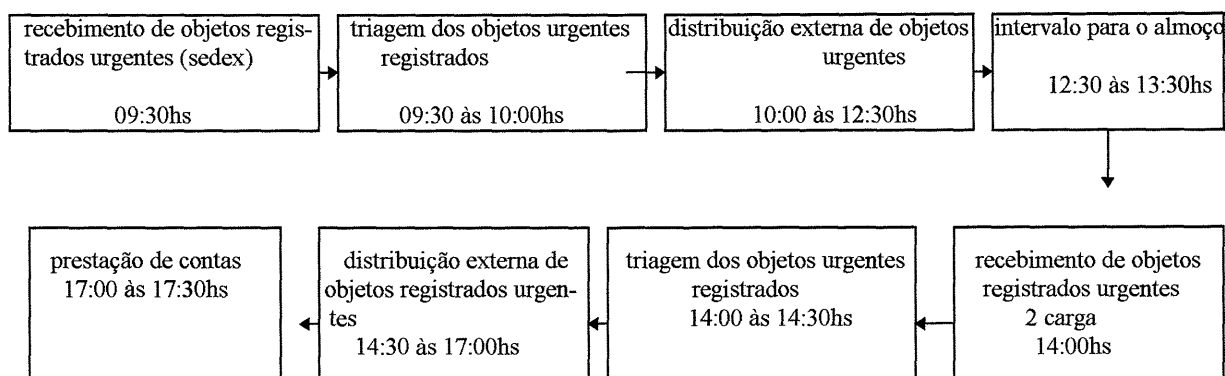 recebimento de objetos regis-
trados urgentes (sedex)
09:30hs
triagem dos objetos urgentes
registrados
09:30 às 10:00hs
distribuição externa de objetos
urgentes
10:00 às 12:30hs
intervalo para o almoço
12:30 às 13:30hs
recebimento de objetos
registrados urgentes
2 carga
14:00hs
triagem dos objetos urgentes
registrados
14:00 às 14:30hs
distribuição externa de
objetos registrados urgen-
tes
14:30 às 17:00hs
prestação de contas
17:00 às 17:30hs